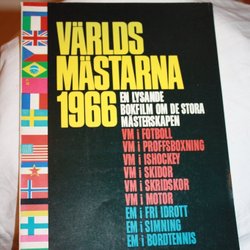 VÄRLDS
MÄSTARNA
1966 EN LYSANDE
BOKFILM OM DE STORA
MÄSTERSKAPEN
VM i FOTBOLL
VM i PROFFSBOXNING
VM i ISHOCKEY
VM i SKIDOR
VM i SKRIDSKOR
VM i MOTOR
EM i FRI IDROTT
EM i SIMNING
EM i BORDTENNIS